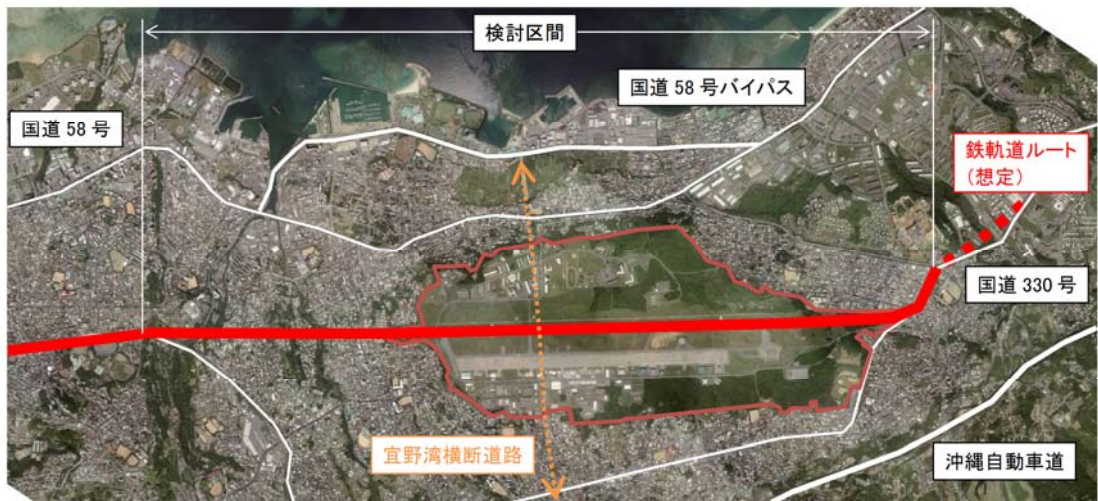 検討区間
国道 58 号バイパス
国道 58 号
鉄軌道ルート
（想定）
国道 330 号
宜野湾横断道路
沖縄自動車道